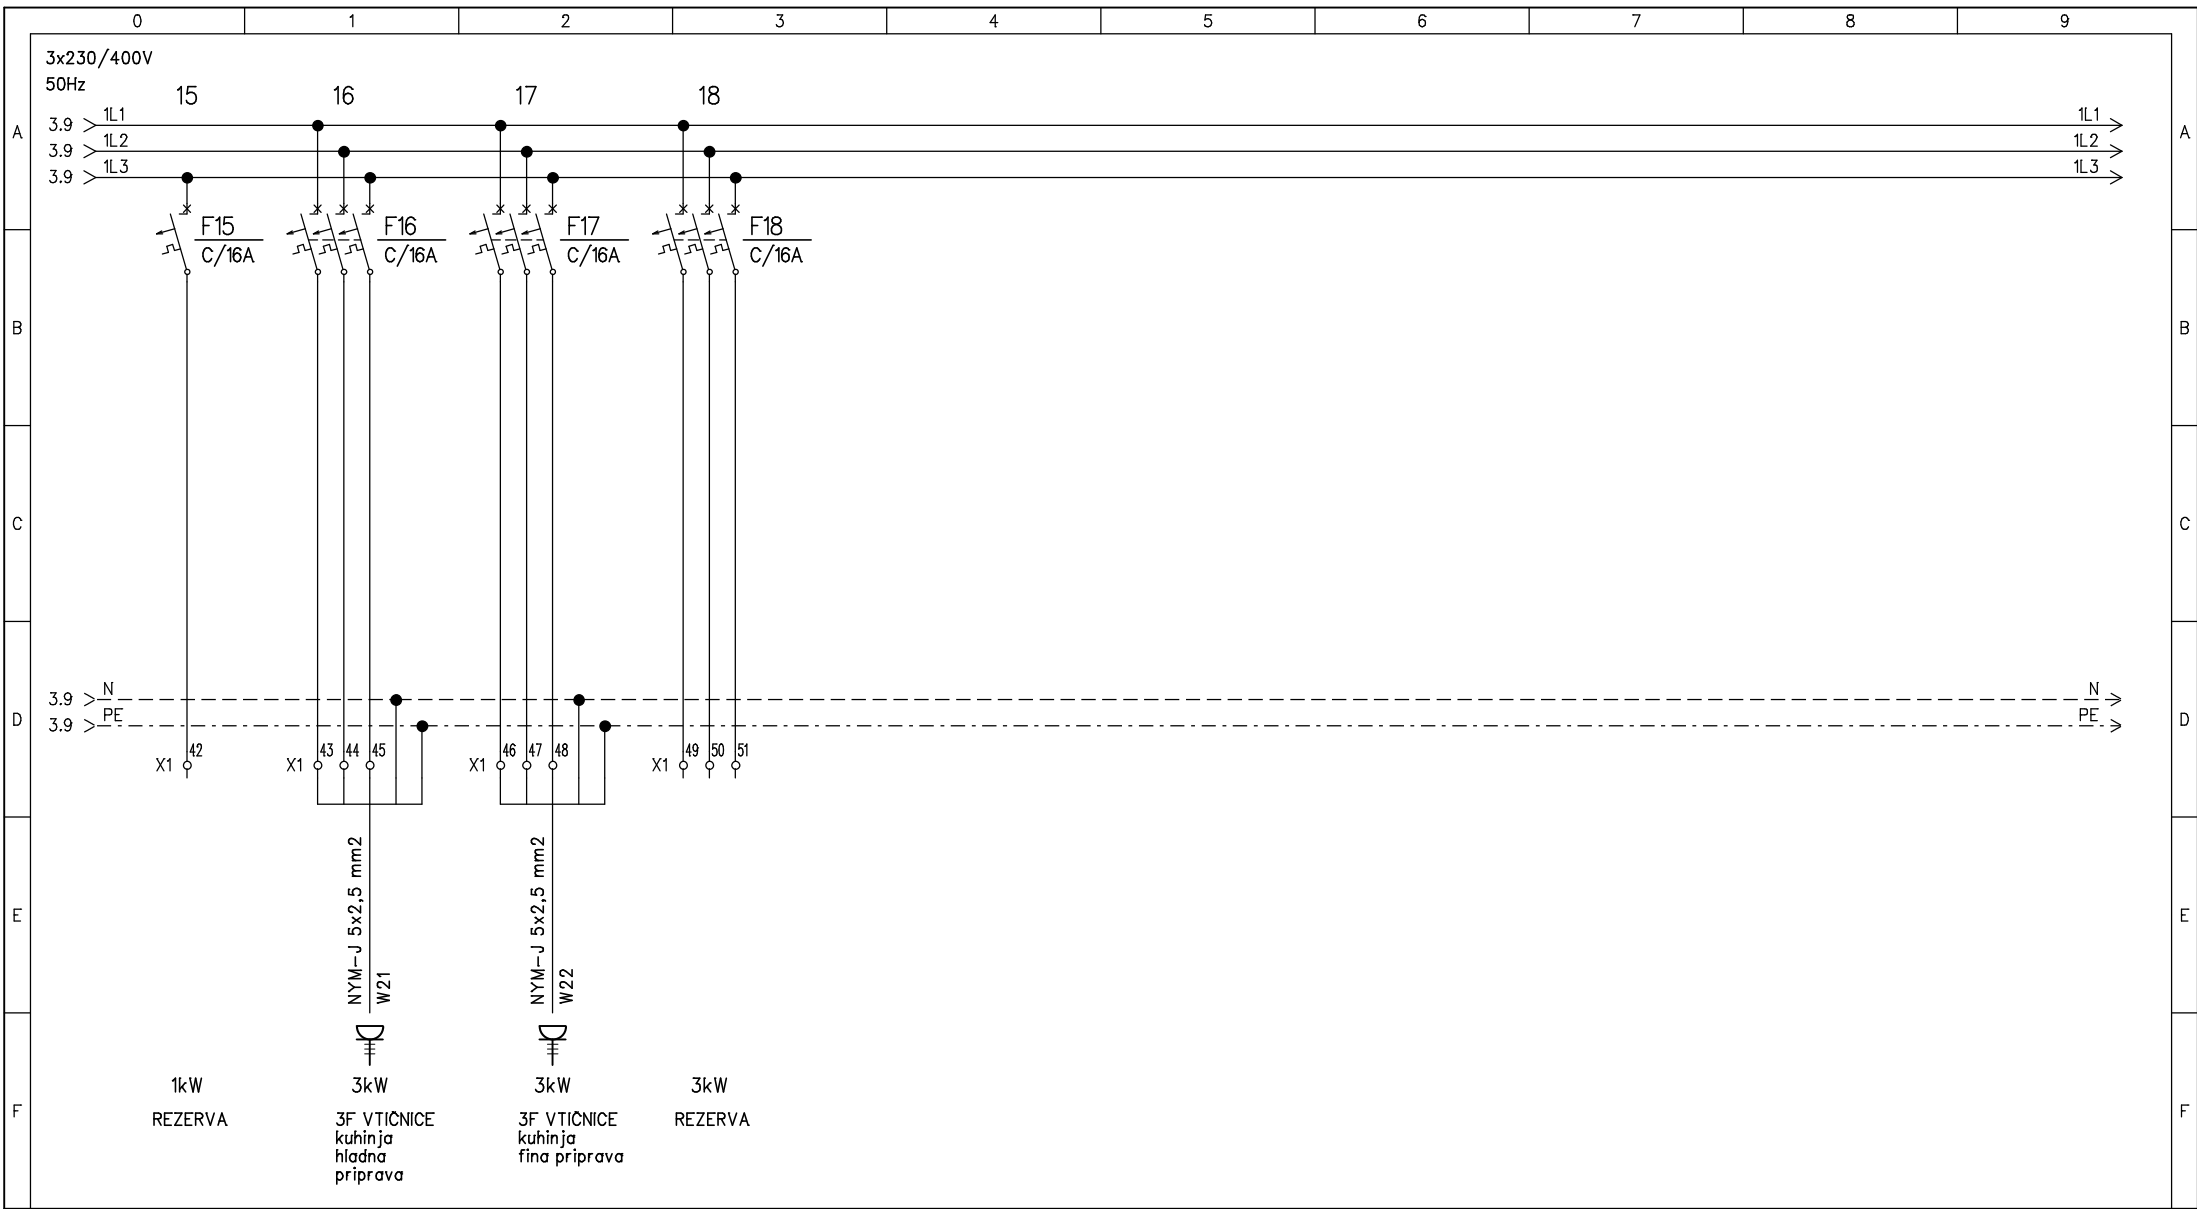 0 1 2 3 4 5 6 7 8 9
3x230/400V
50Hz
15 16 17 18
3.9 1L1 1L1
A A
3.9 1L2 1L2
3.9 1L3 1L3
F15 F16 F17 F18
C/16A C/16A C/16A C/16A
B B
C C
3.9 N N
D D
3.9 PE PE
X1 42 X1 43 44 45 X1 46 47 48 X1 49 50 51
NYM-J 5x2,5 mm2
W21
NYM-J 5x2,5 mm2
W22
E E
1kW 3kW 3kW 3kW
F F
REZERVA
3F VTIČNICE
kuhinja
hladna
priprava
3F VTIČNICE
kuhinja
fina priprava
REZERVA